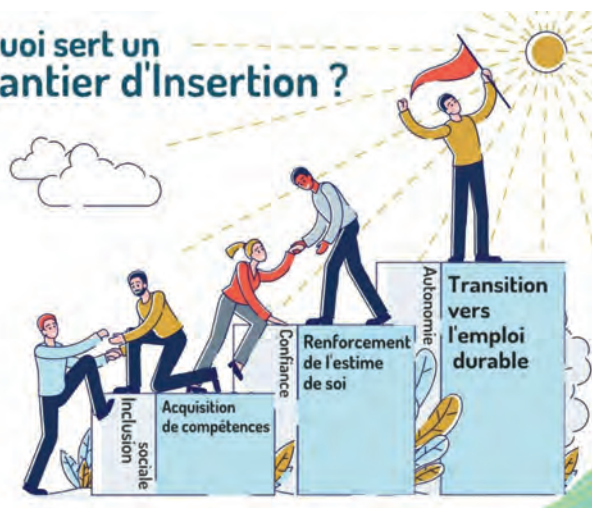 uoi sert un
antier d'Insertion ?
Inclusion
sociale
Acquisition
de compétences
Confiance
Renforcement
de l'estime
de soi
Autonomie
Transition
vers
l'emploi
durable